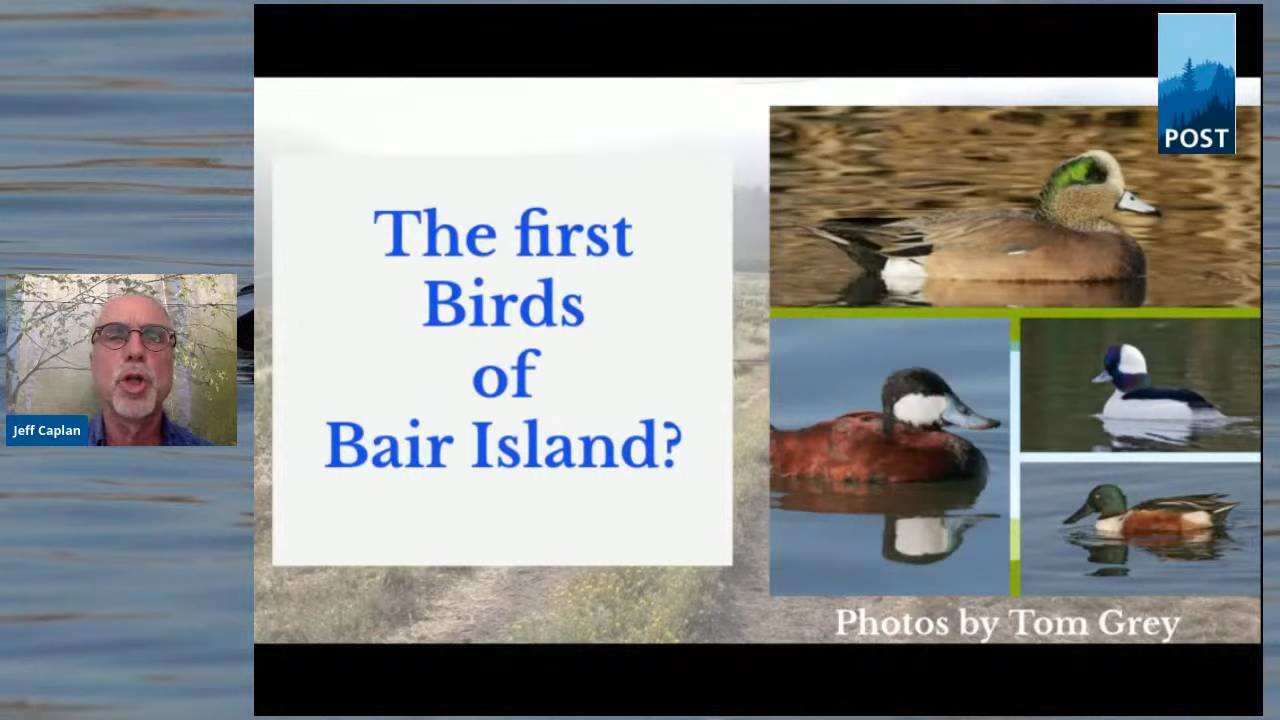 POST
The first
Birds
of
Bair Island?
Jeff Caplan
Photos by Tom Grey